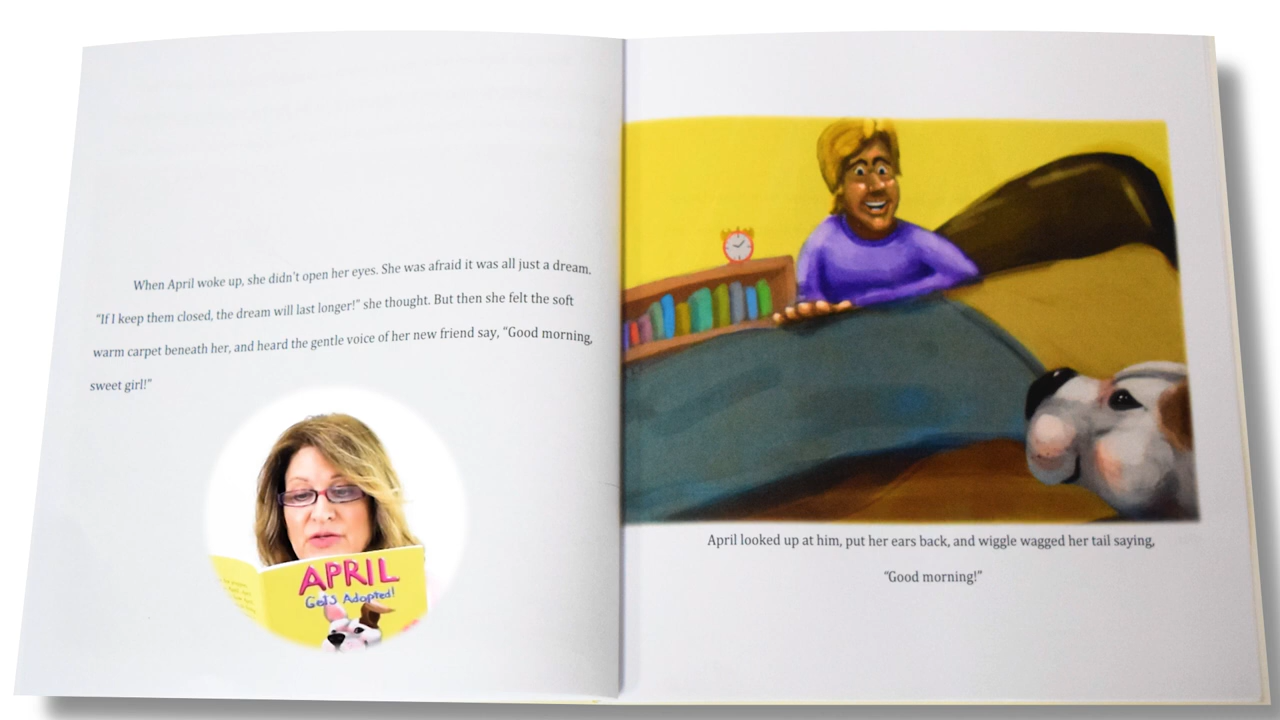 When April woke up, she didn't open her eyes. She was afraid it was all just a dream.
"If I keep them closed, the dream will last longer!" she thought. But then she felt the soft
warm carpet beneath her, and heard the gentle voice of her new friend say, "Good morning,
sweet girl!"
APRIL
Gets Adopted!
April looked up at him, put her ears back, and wiggle wagged her tail saying,
"Good morning!"